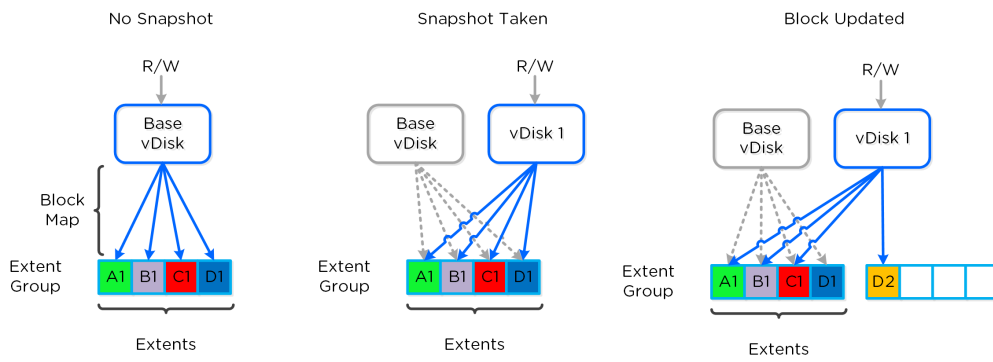 No Snapshot
R/W
Base
vDisk
Block
Map
Extent
Group
A1 B1 C1 D1
Extents
Snapshot Taken
R/W
Base
vDisk
vDisk 1
Extent
Group
A1 B1 C1 D1
Extents
Block Updated
R/W
Base
vDisk
vDisk 1
Extent
Group
A1 B1 C1 D1
D2
Extents